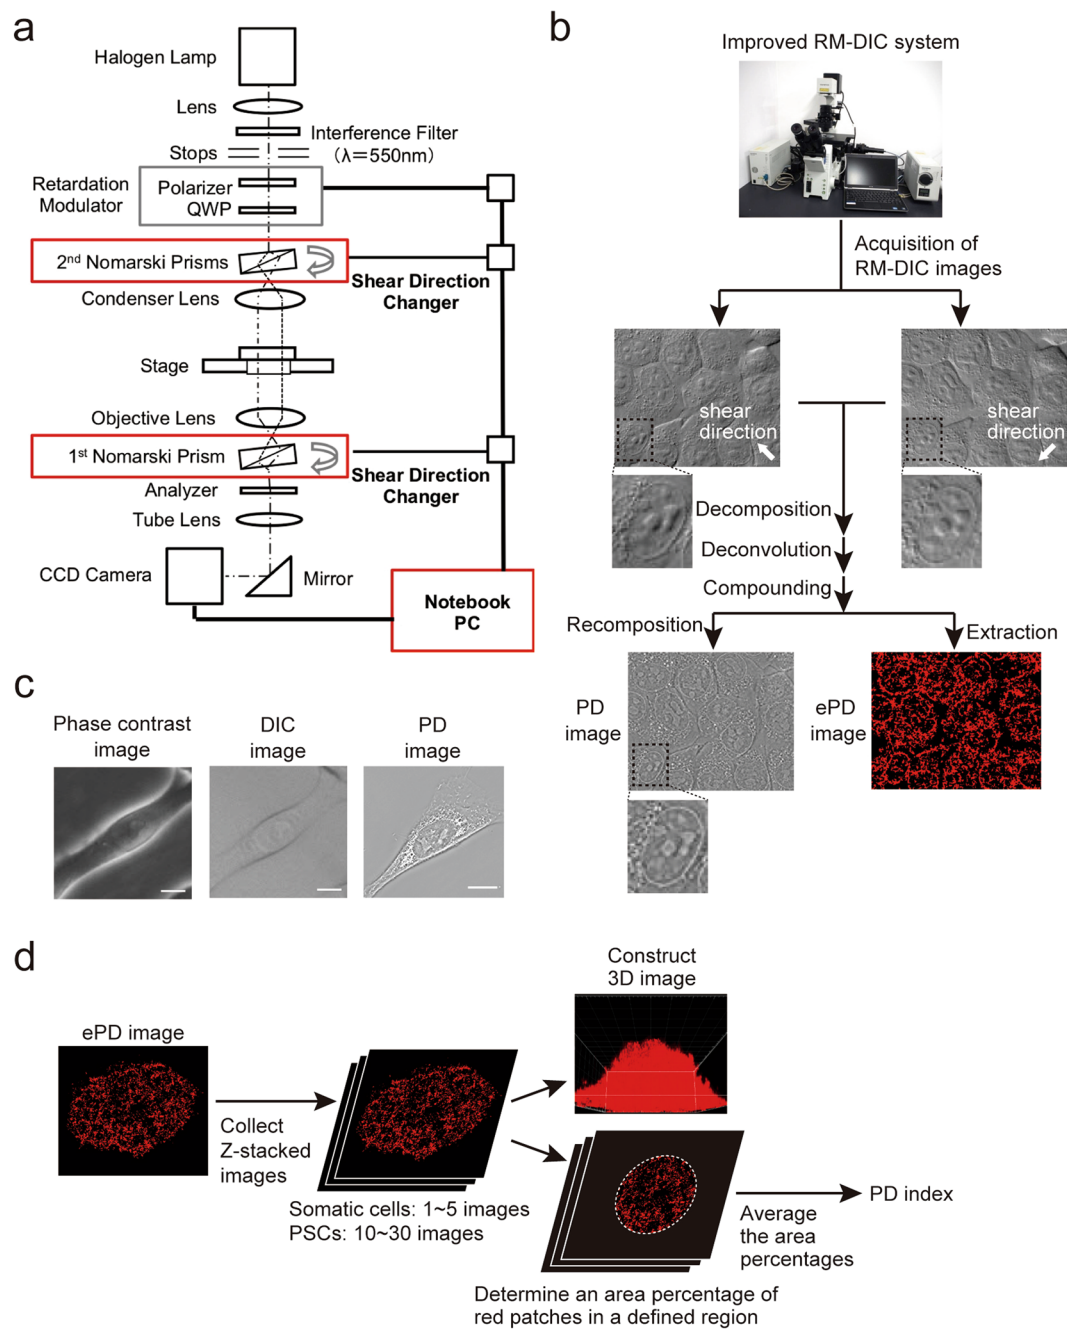 a
Halogen Lamp
Lens
Interference Filter
(λ=550nm)
Stops
Retardation
Modulator
Polarizer
QWP
2nd Nomarski Prisms
Shear Direction
Changer
Condenser Lens
Stage
Objective Lens
1st Nomarski Prism
Shear Direction
Changer
Analyzer
Tube Lens
CCD Camera
Mirror
Notebook
PC
b
Improved RM-DIC system
Acquisition of
RM-DIC images
shear
direction
shear
direction
Decomposition
Deconvolution
Compounding
Recomposition
Extraction
PD
image
ePD
image
c
Phase contrast
image
DIC
image
PD
image
d
ePD image
Collect
Z-stacked
images
Somatic cells: 1~5 images
PSCs: 10~30 images
Construct
3D image
Determine an area percentage of
red patches in a defined region
Average
the area
percentages
PD index